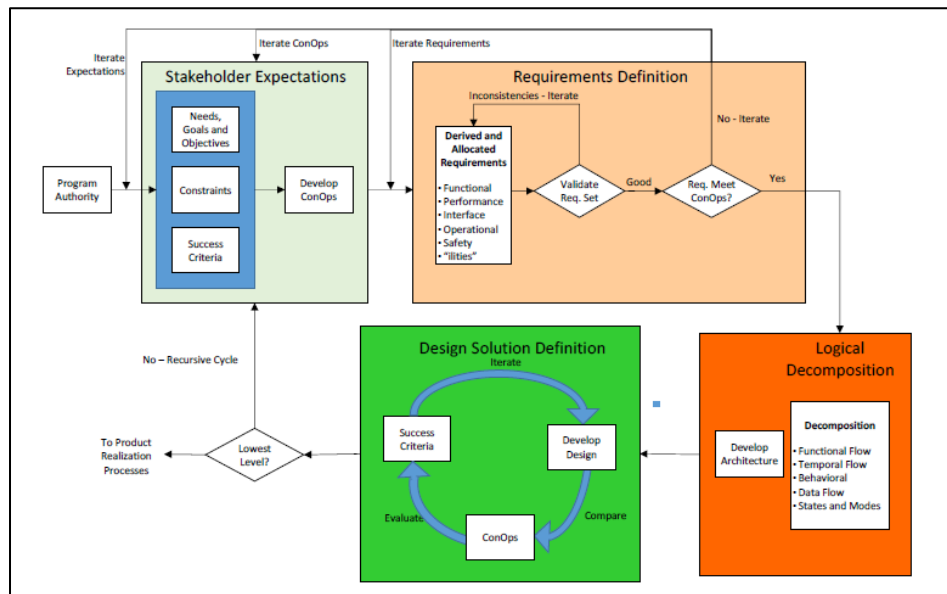 Iterate
Expectations
Iterate ConOps
Iterate Requirements
Stakeholder Expectations
Needs,
Goals and
Objectives
Constraints
Success
Criteria
Program
Authority
Develop
ConOps
Requirements Definition
Inconsistencies - Iterate
No - Iterate
Derived and
Allocated
Requirements
• Functional
• Performance
• Interface
• Operational
• Safety
• “ilities”
Validate
Req. Set
Good
Req. Meet
ConOps?
Yes
Logical
Decomposition
Develop
Architecture
Decomposition
• Functional Flow
• Temporal Flow
• Behavioral
• Data Flow
• States and Modes
Design Solution Definition
Iterate
Success
Criteria
Develop
Design
Evaluate
Compare
ConOps
No – Recursive Cycle
Lowest
Level?
To Product
Realization
Processes